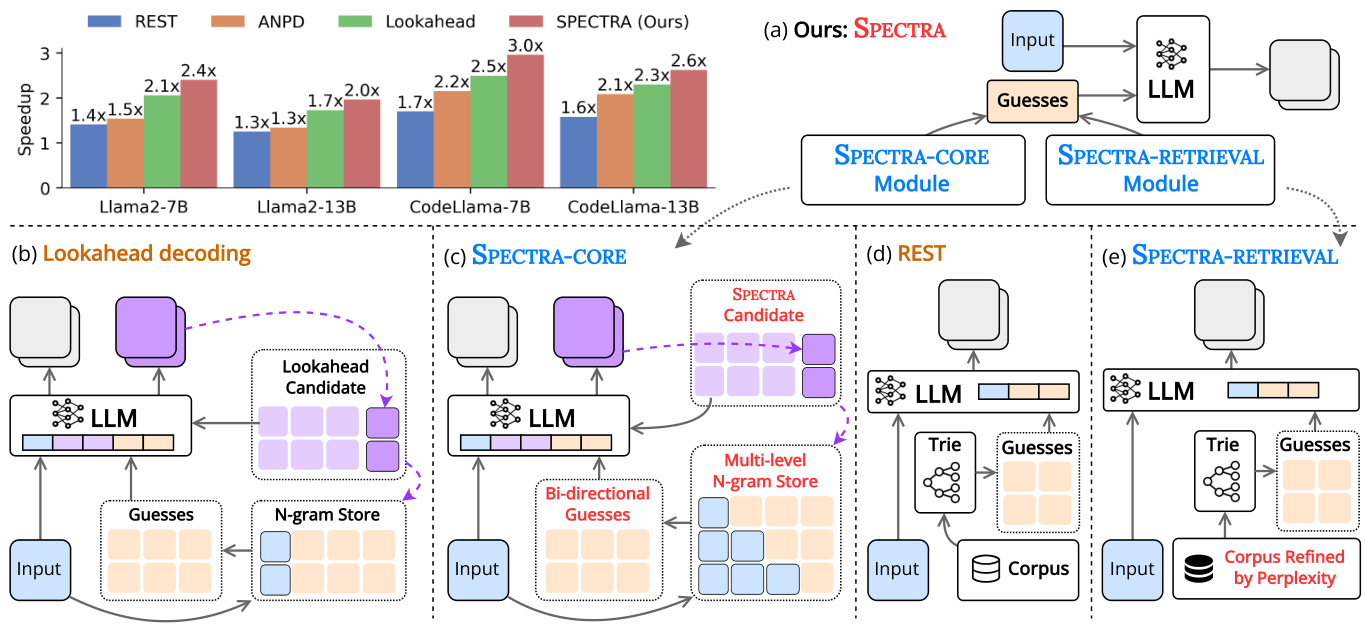 REST ANPD Lookahead SPECTRA (Ours)
Speedup
3
2
1
0
1.4x 1.5x 2.1x 2.4x
1.3x 1.3x 1.7x 2.0x
1.7x 2.2x 2.5x 3.0x
1.6x 2.1x 2.3x 2.6x
Llama2-7B Llama2-13B CodeLlama-7B CodeLlama-13B
(a) Ours: SPECTRA
Input
Guesses
LLM
SPECTRA-CORE
Module
SPECTRA-RETRIEVAL
Module
(b) Lookahead decoding
Lookahead
Candidate
LLM
Guesses
N-gram Store
Input
(c) SPECTRA-CORE
SPECTRA
Candidate
LLM
Bi-directional
Guesses
Multi-level
N-gram Store
Input
(d) REST
LLM
Trie
Guesses
Input
Corpus
(e) SPECTRA-RETRIEVAL
LLM
Trie
Guesses
Input
Corpus Refined
by Perplexity